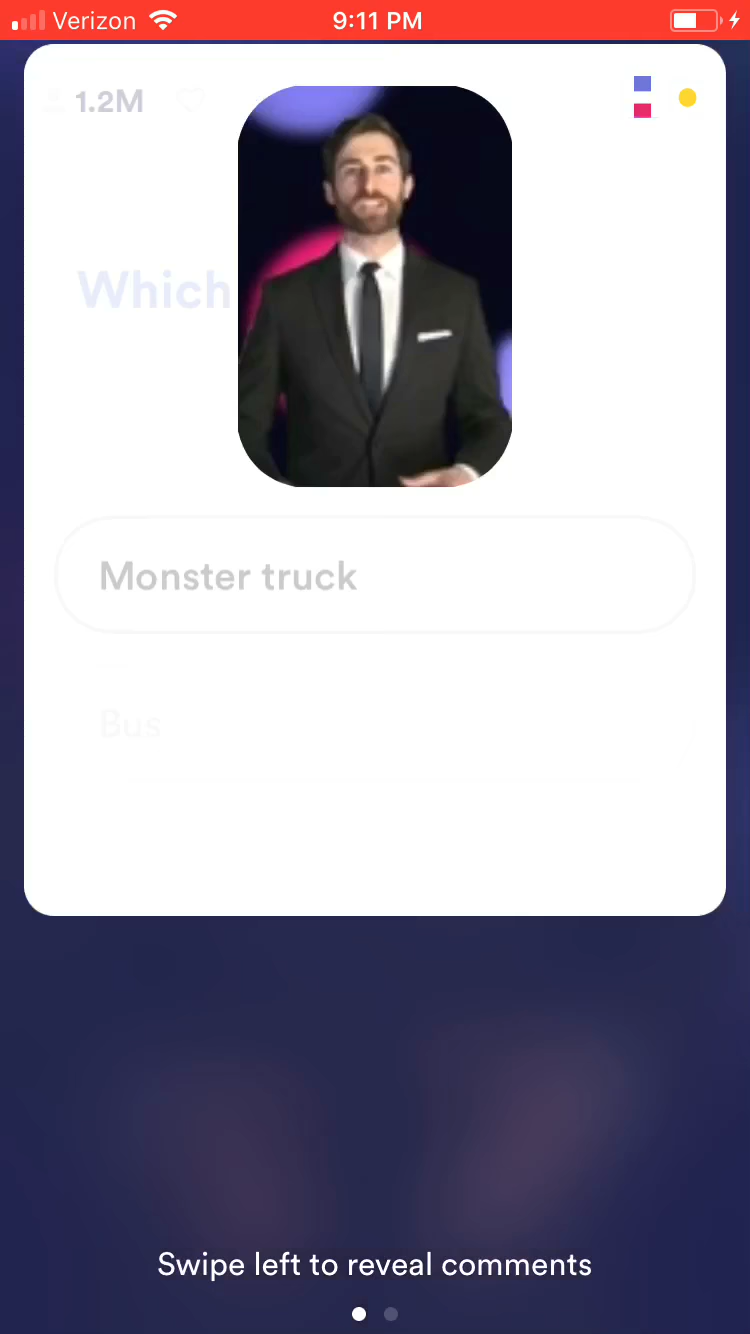 Verizon 9:11 PM
1.2M
Which
Monster truck
Bus
Swipe left to reveal comments